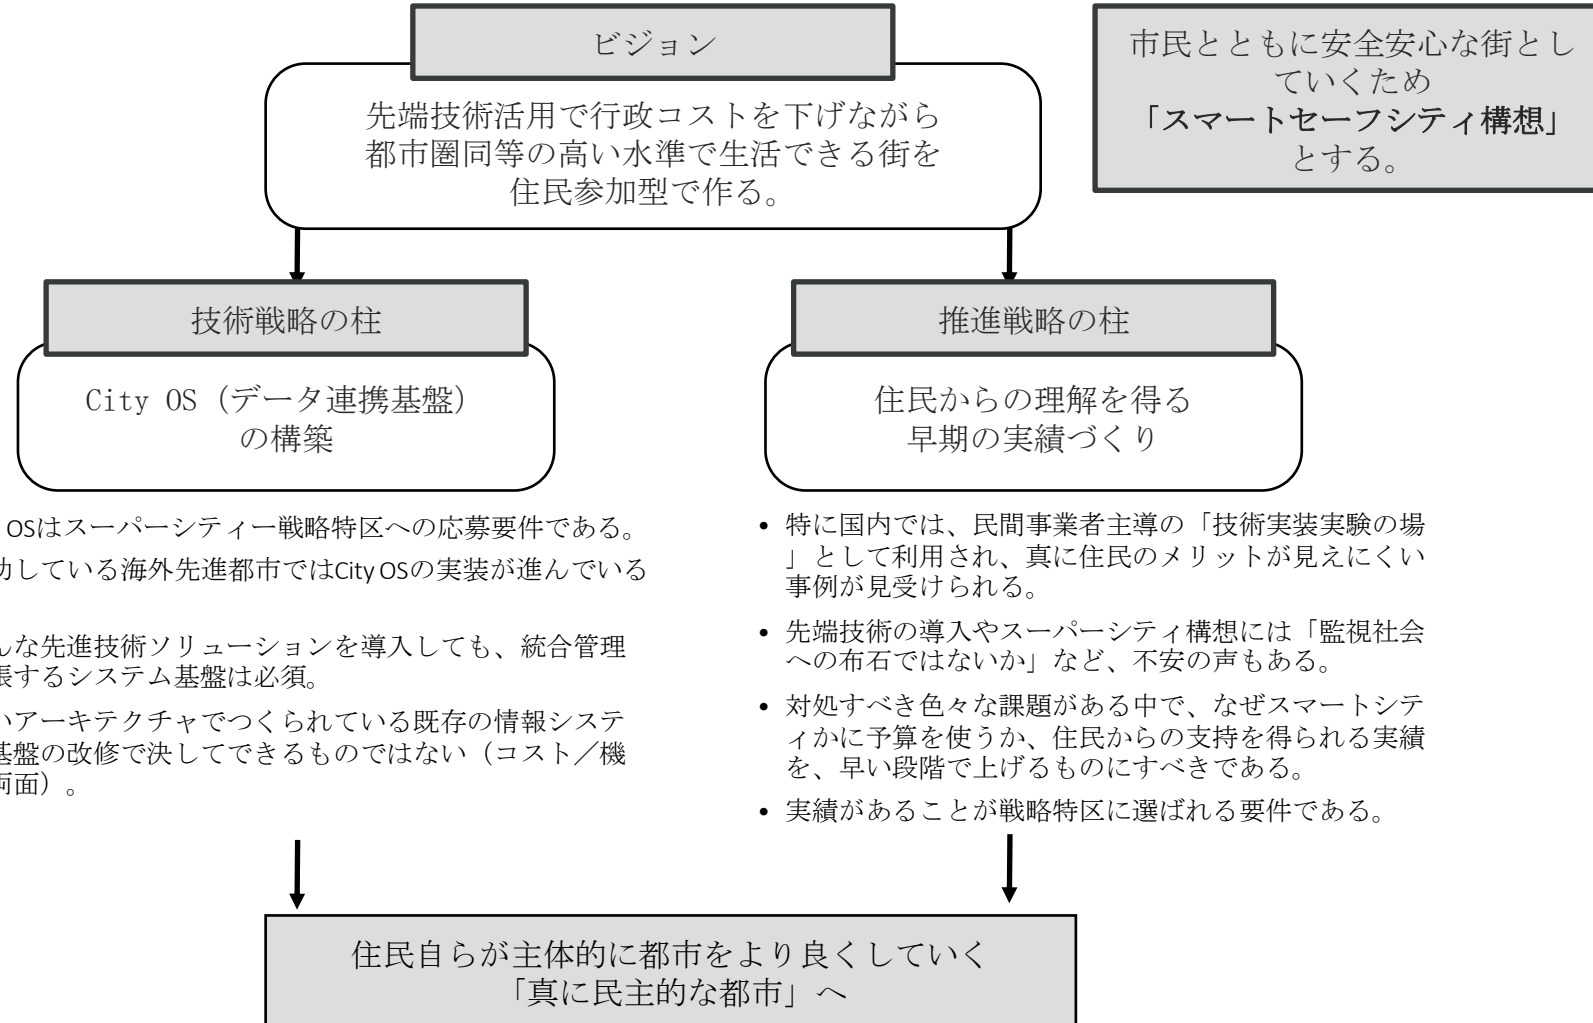 ビジョン
先端技術活用で行政コストを下げながら
都市圏同等の高い水準で生活できる街を
住民参加型で作る。
市民とともに安全安心な街とし
ていくため
「スマートセーフシティ構想」
とする。
技術戦略の柱
City OS（データ連携基盤）
の構築
OSはスーパーシティー戦略特区への応募要件である。
している海外先進都市ではCity OSの実装が進んでいる
な先進技術ソリューションを導入しても、統合管理
するシステム基盤は必須。
アーキテクチャでつくられている既存の情報システ
基盤の改修で決してできるものではない（コスト／機
両面）。
推進戦略の柱
住民からの理解を得る
早期の実績づくり
• 特に国内では、民間事業者主導の「技術実装実験の場
」として利用され、真に住民のメリットが見えにくい
事例が見受けられる。
• 先端技術の導入やスーパーシティ構想には「監視社会
への布石ではないか」など、不安の声もある。
• 対処すべき色々な課題がある中で、なぜスマートシテ
ィかに予算を使うか、住民からの支持を得られる実績
を、早い段階で上げるものにすべきである。
• 実績があることが戦略特区に選ばれる要件である。
住民自らが主体的に都市をより良くしていく
「真に民主的な都市」へ